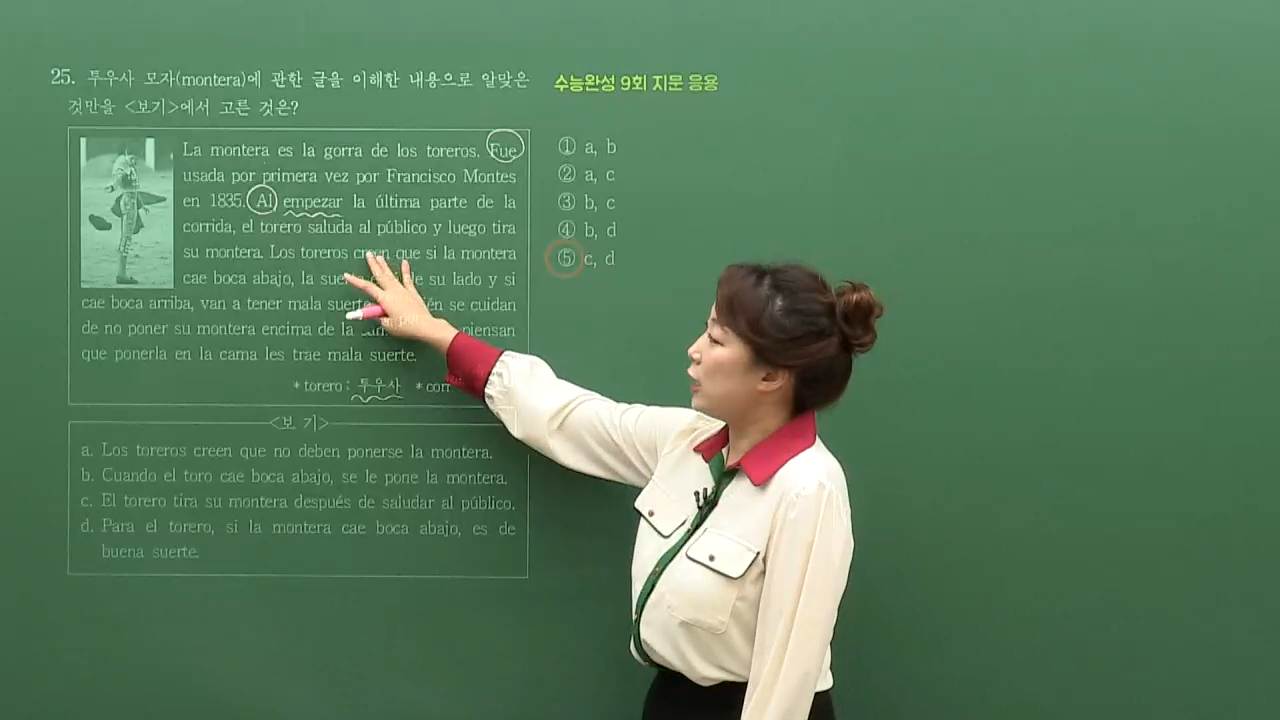 25. 투우사 모자(montera)에 관한 글을 이해한 내용으로 알맞은
것만을 <보기>에서 고른 것은?
수능완성 9회 지문 응용
La montera es la gorra de los toreros. Fue
usada por primera vez por Francisco Montes
en 1835. Al empezar la última parte de la
corrida, el torero saluda al público y luego tira
su montera. Los toreros creen que si la montera
cae boca abajo, la de su lado y si
cae boca arriba, van a tener mala suerte. se cuidan
de no poner su montera encima de la piensan
que ponerla en la cama les trae mala suerte.
* torero : 투우사 *
<보 기>
a. Los toreros creen que no deben ponerse la montera.
b. Cuando el toro cae boca abajo, se le pone la montera.
c. El torero tira su montera después de saludar al público.
d. Para el torero, si la montera cae boca abajo, es de
buena suerte.
① a, b
② a, c
③ b, c
④ b, d
⑤ c, d